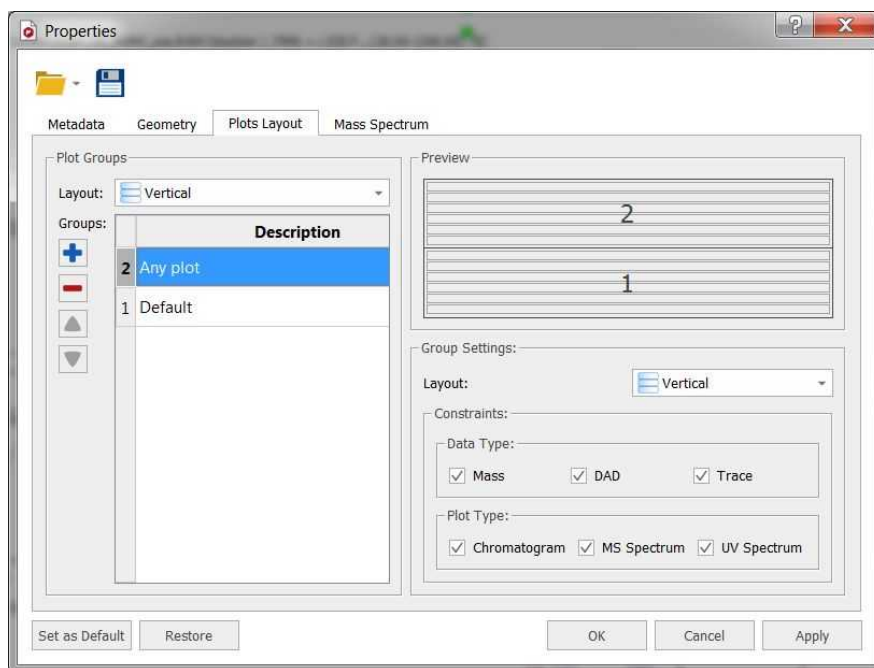 Properties
Metadata Geometry Plots Layout Mass Spectrum
Plot Groups
Layout: Vertical
Groups:
Description
2 Any plot
1 Default
Preview
2
1
Group Settings:
Layout: Vertical
Constraints:
Data Type:
Mass DAD Trace
Plot Type:
Chromatogram MS Spectrum UV Spectrum
Set as Default Restore OK Cancel Apply